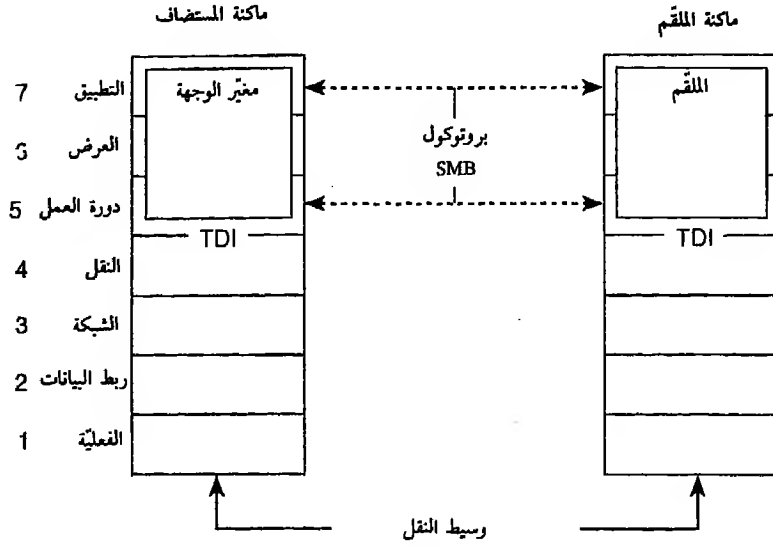 ماكنة المستضاف
ماكنة الملقّم
7 التطبيق
مغيّر الوجهة
الملقّم
6 العرض
بروتوكول
SMB
5 دورة العمل
TDI
TDI
4 النقل
3 الشبكة
2 ربط البيانات
1 الفعليّة
وسيط النقل